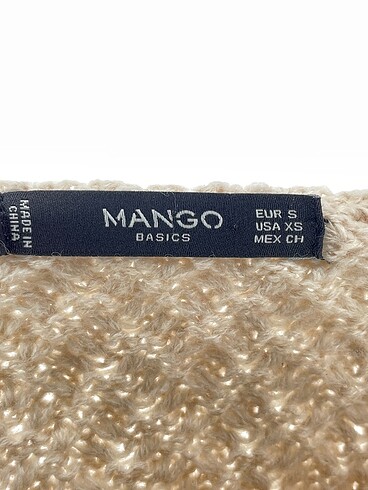 MADE IN
CHINA
MANGO
BASICS
EUR S
USA XS
MEX CH